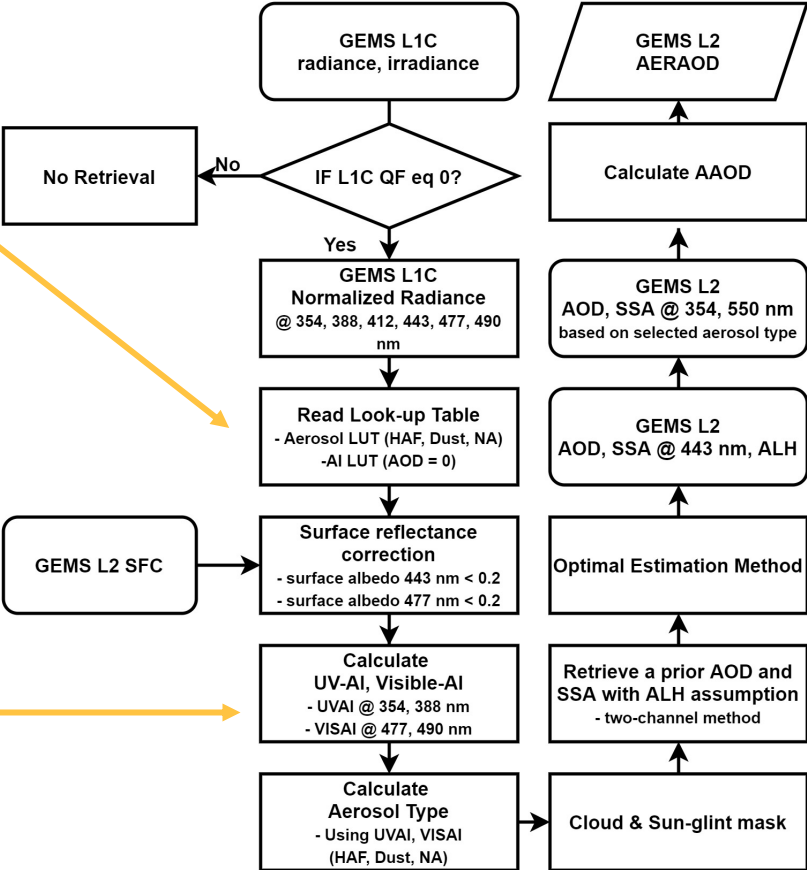 GEMS L1C
radiance, irradiance
IF L1C QF eq 0?
No
No Retrieval
Yes
GEMS L1C
Normalized Radiance
@ 354, 388, 412, 443, 477, 490
nm
Read Look-up Table
- Aerosol LUT (HAF, Dust, NA)
-AI LUT (AOD = 0)
GEMS L2 SFC
Surface reflectance
correction
- surface albedo 443 nm < 0.2
- surface albedo 477 nm < 0.2
Calculate
UV-AI, Visible-AI
- UVAI @ 354, 388 nm
- VISAI @ 477, 490 nm
Calculate
Aerosol Type
- Using UVAI, VISAI
(HAF, Dust, NA)
Cloud & Sun-glint mask
Retrieve a prior AOD and
SSA with ALH assumption
- two-channel method
Optimal Estimation Method
GEMS L2
AOD, SSA @ 443 nm, ALH
GEMS L2
AOD, SSA @ 354, 550 nm
based on selected aerosol type
Calculate AAOD
GEMS L2
AERAOD